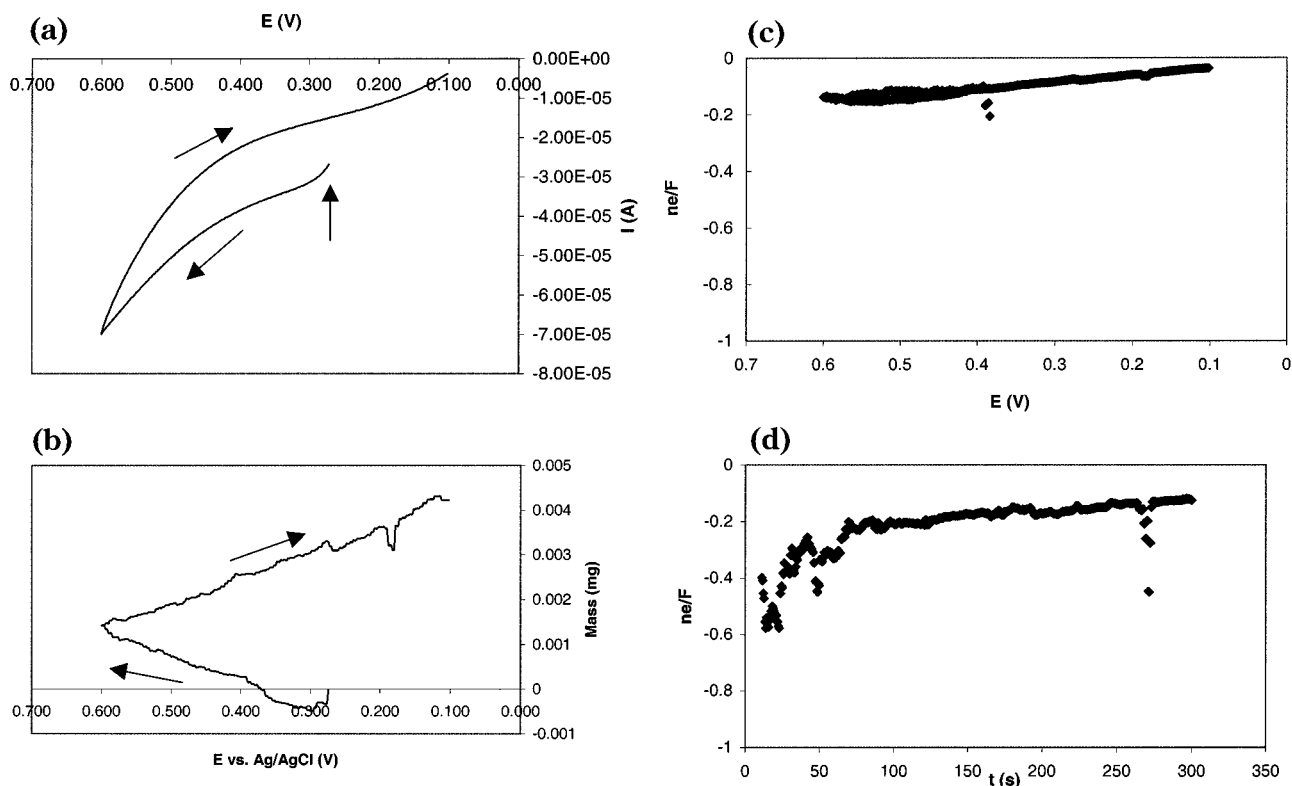 (a)
E (V)
0.700 0.600 0.500 0.400 0.300 0.200 0.100 0.000
0.00E+00
-1.00E-05
-2.00E-05
-3.00E-05
-4.00E-05
-5.00E-05
-6.00E-05
-7.00E-05
-8.00E-05
I (A)
(b)
0.005
0.004
0.003
0.002
0.001
0
-0.001
Mass (mg)
0.700 0.600 0.500 0.400 0.300 0.200 0.100 0.000
E vs. Ag/AgCl (V)
(c)
0
-0.2
-0.4
-0.6
-0.8
-1
ne/F
0.7 0.6 0.5 0.4 0.3 0.2 0.1 0
E (V)
(d)
0
-0.2
-0.4
-0.6
-0.8
-1
ne/F
0 50 100 150 200 250 300 350
t (s)